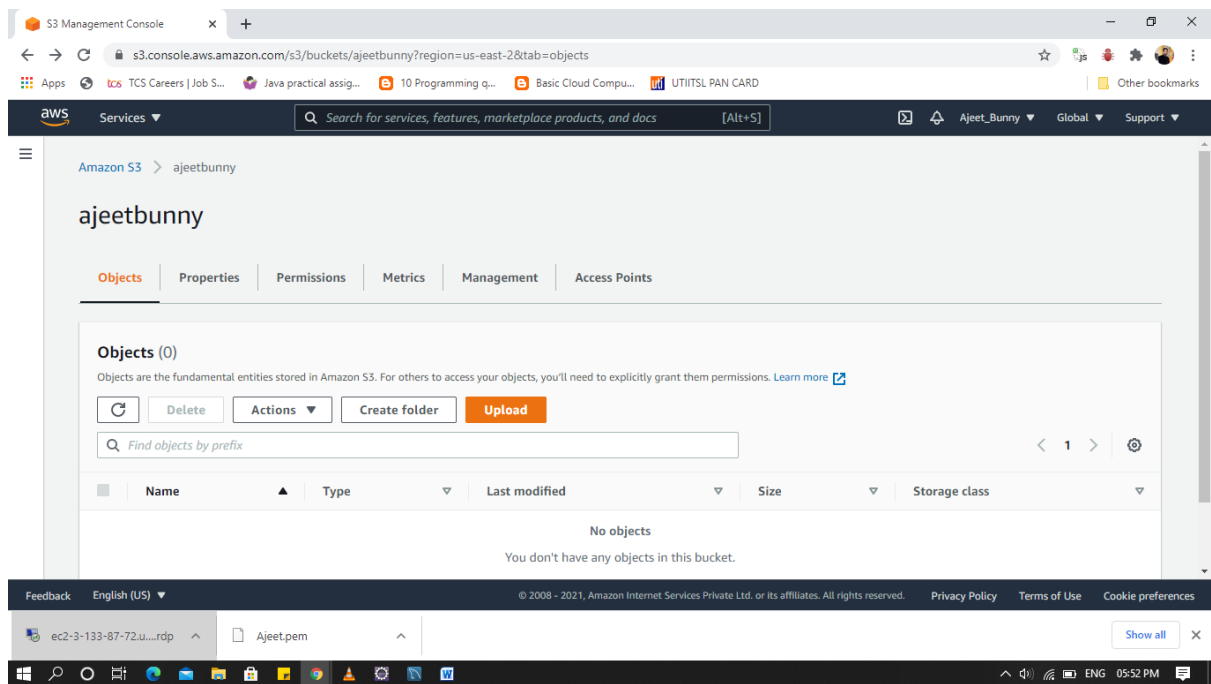 S3 Management Console
s3.console.aws.amazon.com/s3/buckets/ajeetbunny?region=us-east-2&tab=objects
Apps tcs TCS Careers | Job S... Java practical assig... 10 Programming q... Basic Cloud Compu... UTIITSL PAN CARD Other bookmarks
aws Services ▼ Search for services, features, marketplace products, and docs [Alt+S] Ajeet_Bunny ▼ Global ▼ Support ▼
Amazon S3 > ajeetbunny
ajeetbunny
Objects Properties Permissions Metrics Management Access Points
Objects (0)
Objects are the fundamental entities stored in Amazon S3. For others to access your objects, you'll need to explicitly grant them permissions. Learn more
Delete Actions ▼ Create folder Upload
Find objects by prefix < 1 >
Name Type Last modified Size Storage class
No objects
You don't have any objects in this bucket.
Feedback English (US) ▼ © 2008 - 2021, Amazon Internet Services Private Ltd. or its affiliates. All rights reserved. Privacy Policy Terms of Use Cookie preferences
ec2-3-133-87-72.u....rdp Ajeet.pem Show all
ENG 05:52 PM